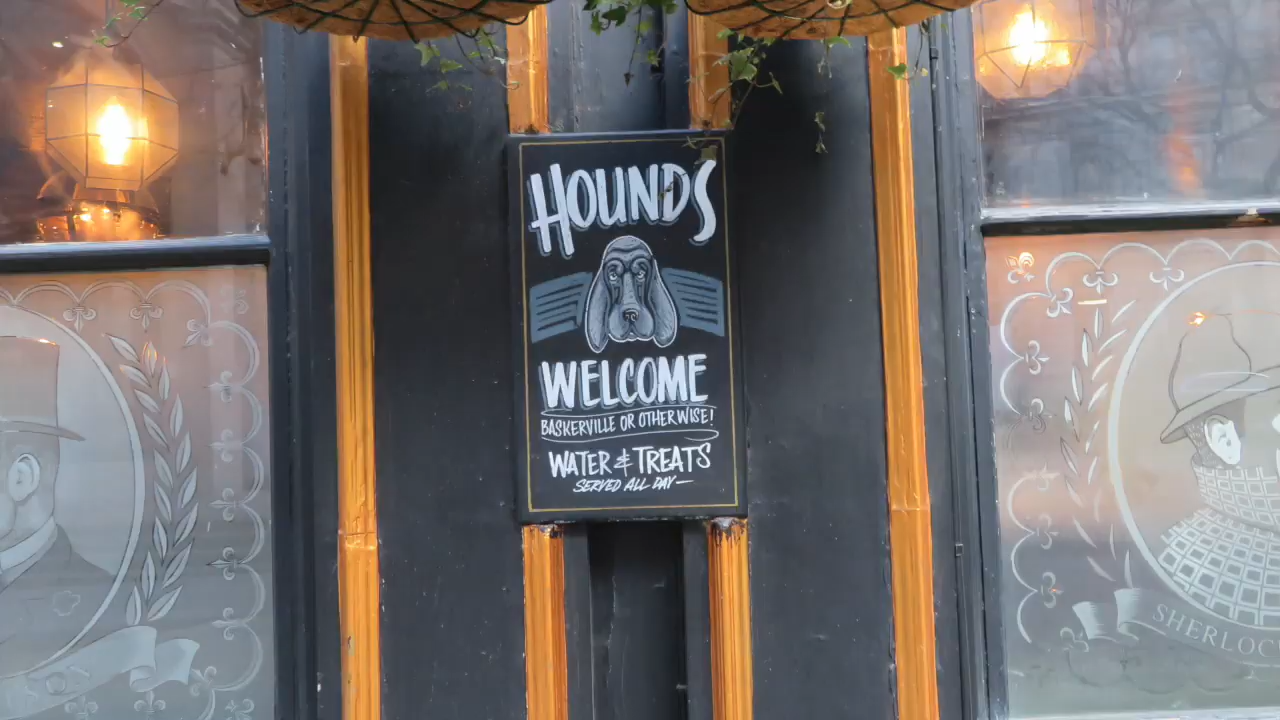 HOUNDS
WELCOME
BASKERVILLE OR OTHERWISE!
WATER & TREATS
SERVED ALL DAY—
SHERLOC